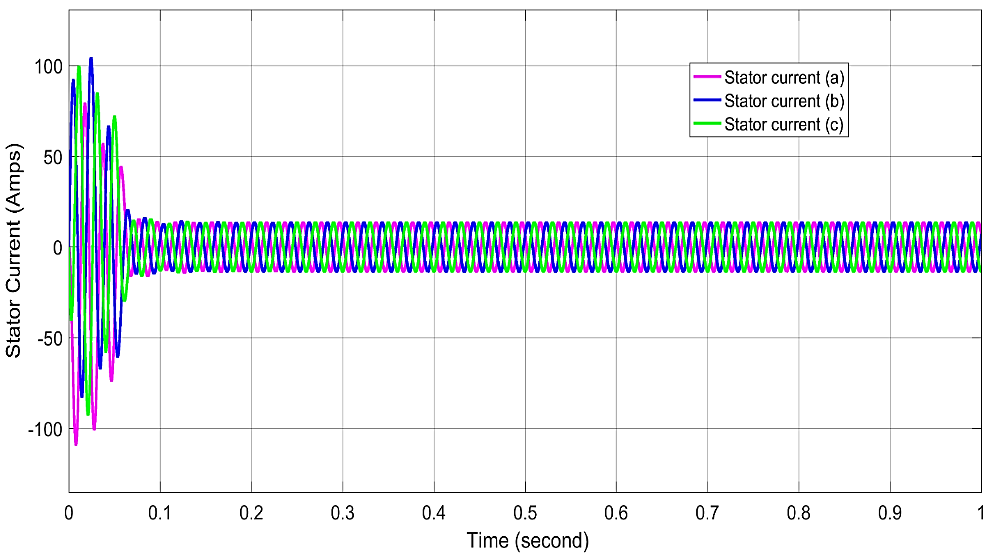 Stator Current (Amps)
100
50
0
-50
-100
Stator current (a)
Stator current (b)
Stator current (c)
0 0.1 0.2 0.3 0.4 0.5 0.6 0.7 0.8 0.9 1
Time (second)